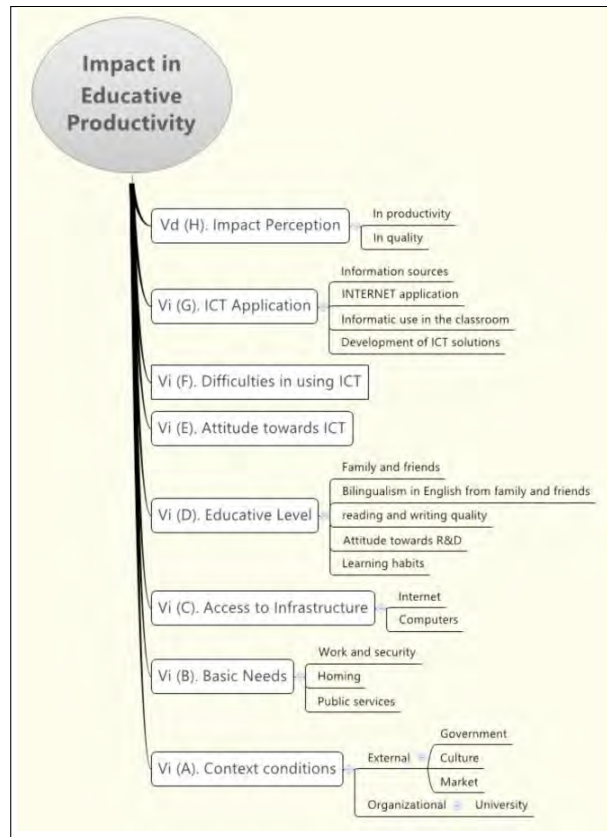 Impact in
Educative
Productivity
Vd (H). Impact Perception
In productivity
In quality
Vi (G). ICT Application
Information sources
INTERNET application
Informatic use in the classroom
Development of ICT solutions
Vi (F). Difficulties in using ICT
Vi (E). Attitude towards ICT
Vi (D). Educative Level
Family and friends
Bilingualism in English from family and friends
reading and writing quality
Attitude towards R&D
Learning habits
Vi (C). Access to Infrastructure
Internet
Computers
Vi (B). Basic Needs
Work and security
Homing
Public services
Vi (A). Context conditions
External
Government
Culture
Market
Organizational
University